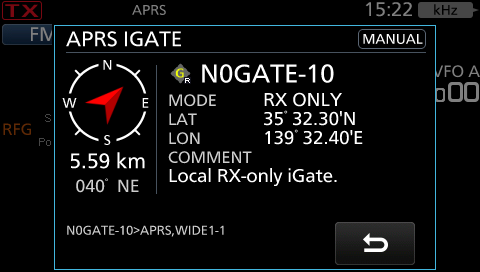 TX APRS 15:22 kHz
FM
APRS IGATE MANUAL
G R N0GATE-10
N
W E
S
MODE RX ONLY
LAT 35° 32.30'N
LON 139° 32.40'E
COMMENT
Local RX-only iGate.
5.59 km
040° NE
N0GATE-10>APRS,WIDE1-1
VFO A
00
RFG
S
Po